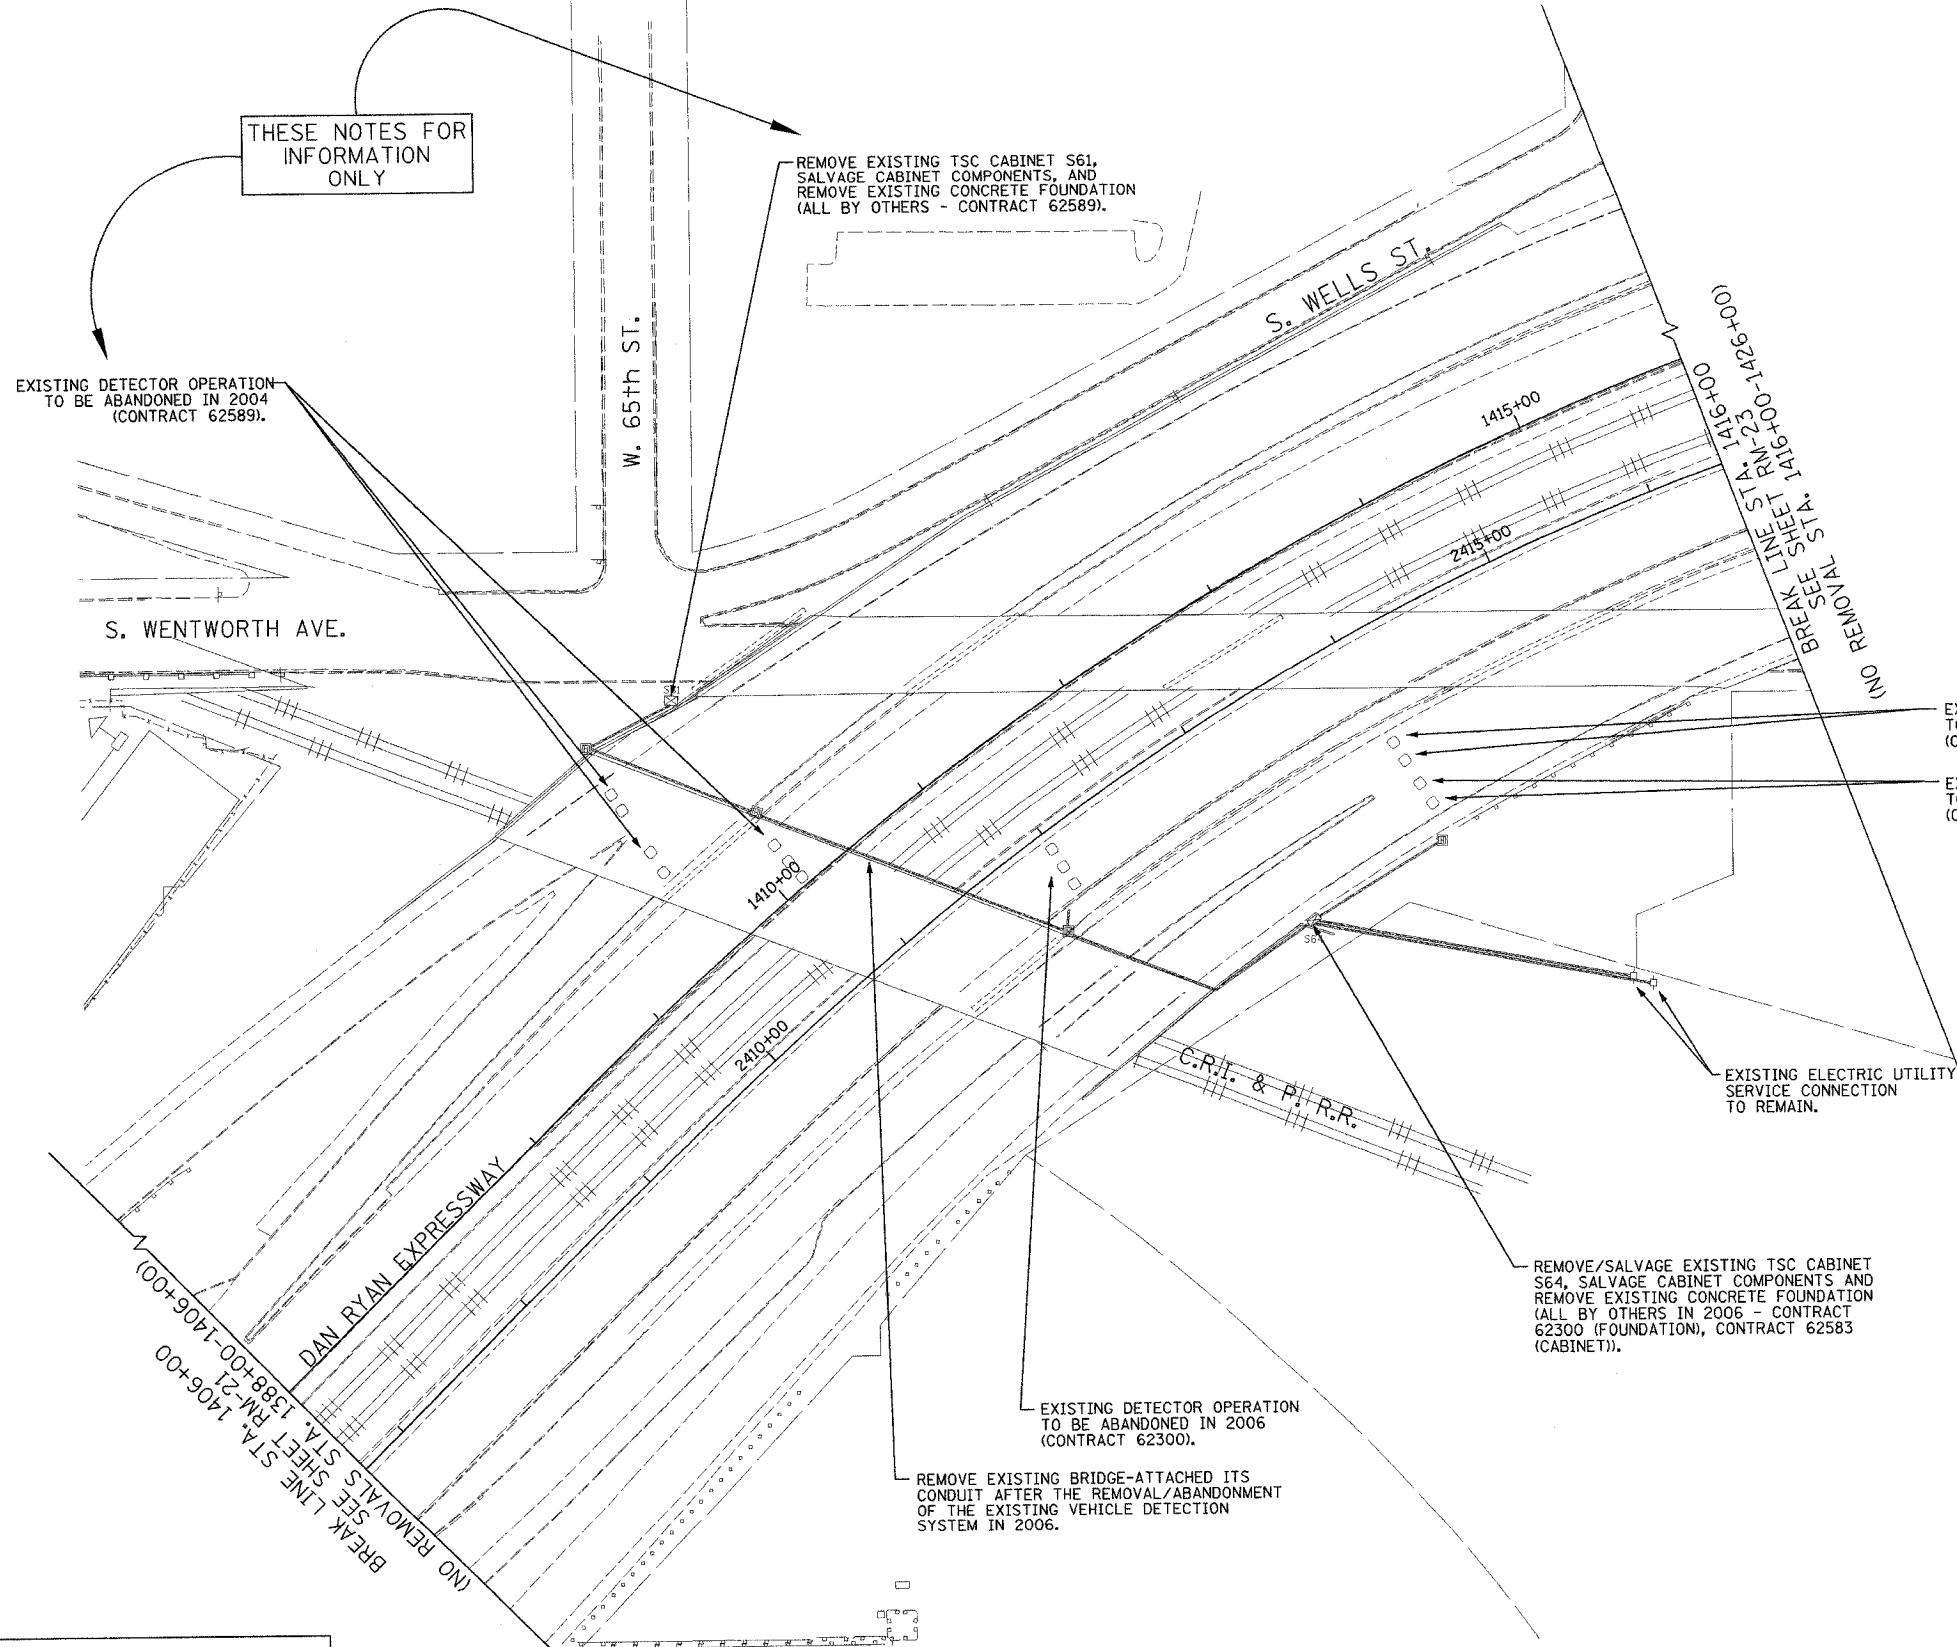 THESE NOTES FOR
INFORMATION
ONLY
REMOVE EXISTING TSC CABINET S61,
SALVAGE CABINET COMPONENTS, AND
REMOVE EXISTING CONCRETE FOUNDATION
(ALL BY OTHERS - CONTRACT 62589).
EXISTING DETECTOR OPERATION
TO BE ABANDONED IN 2004
(CONTRACT 62589).
W. 65th ST.
S. WELLS ST.
S. WENTWORTH AVE.
1415+00
2415+00
BREAK LINE STA. 1416+00
SEE SHEET RM-23
(NO REMOVAL STA. 1416+00-1426+00)
EX
TO
(C
EX
TO
(C
1410+00
2410+00
S64
C.R.I. & P. R.R.
EXISTING ELECTRIC UTILITY
SERVICE CONNECTION
TO REMAIN.
DAN RYAN EXPRESSWAY
REMOVE/SALVAGE EXISTING TSC CABINET
S64, SALVAGE CABINET COMPONENTS AND
REMOVE EXISTING CONCRETE FOUNDATION
(ALL BY OTHERS IN 2006 - CONTRACT
62300 (FOUNDATION), CONTRACT 62583
(CABINET)).
EXISTING DETECTOR OPERATION
TO BE ABANDONED IN 2006
(CONTRACT 62300).
REMOVE EXISTING BRIDGE-ATTACHED ITS
CONDUIT AFTER THE REMOVAL/ABANDONMENT
OF THE EXISTING VEHICLE DETECTION
SYSTEM IN 2006.
BREAK LINE STA. 1406+00
SEE SHEET RM-21
(NO REMOVALS STA. 1388+00-1406+00)